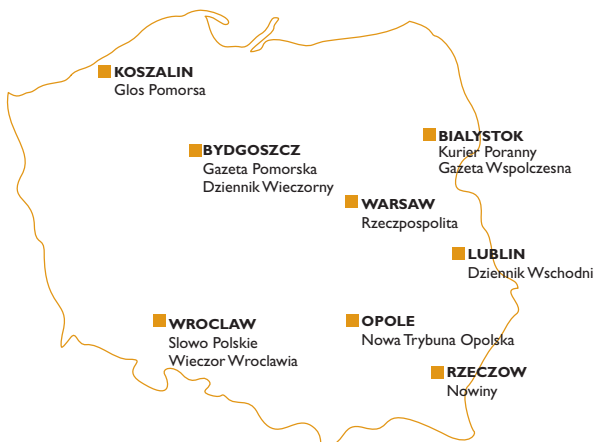 KOSZALIN
Glos Pomorsa
BIALYSTOK
Kurier Poranny
Gazeta Wspolczesna
BYDGOSZCZ
Gazeta Pomorska
Dziennik Wieczorny
WARSAW
Rzeczpospolita
LUBLIN
Dziennik Wschodni
WROCLAW
Slowo Polskie
Wieczor Wroclawia
OPOLE
Nowa Trybuna Opolska
RZECZOW
Nowiny